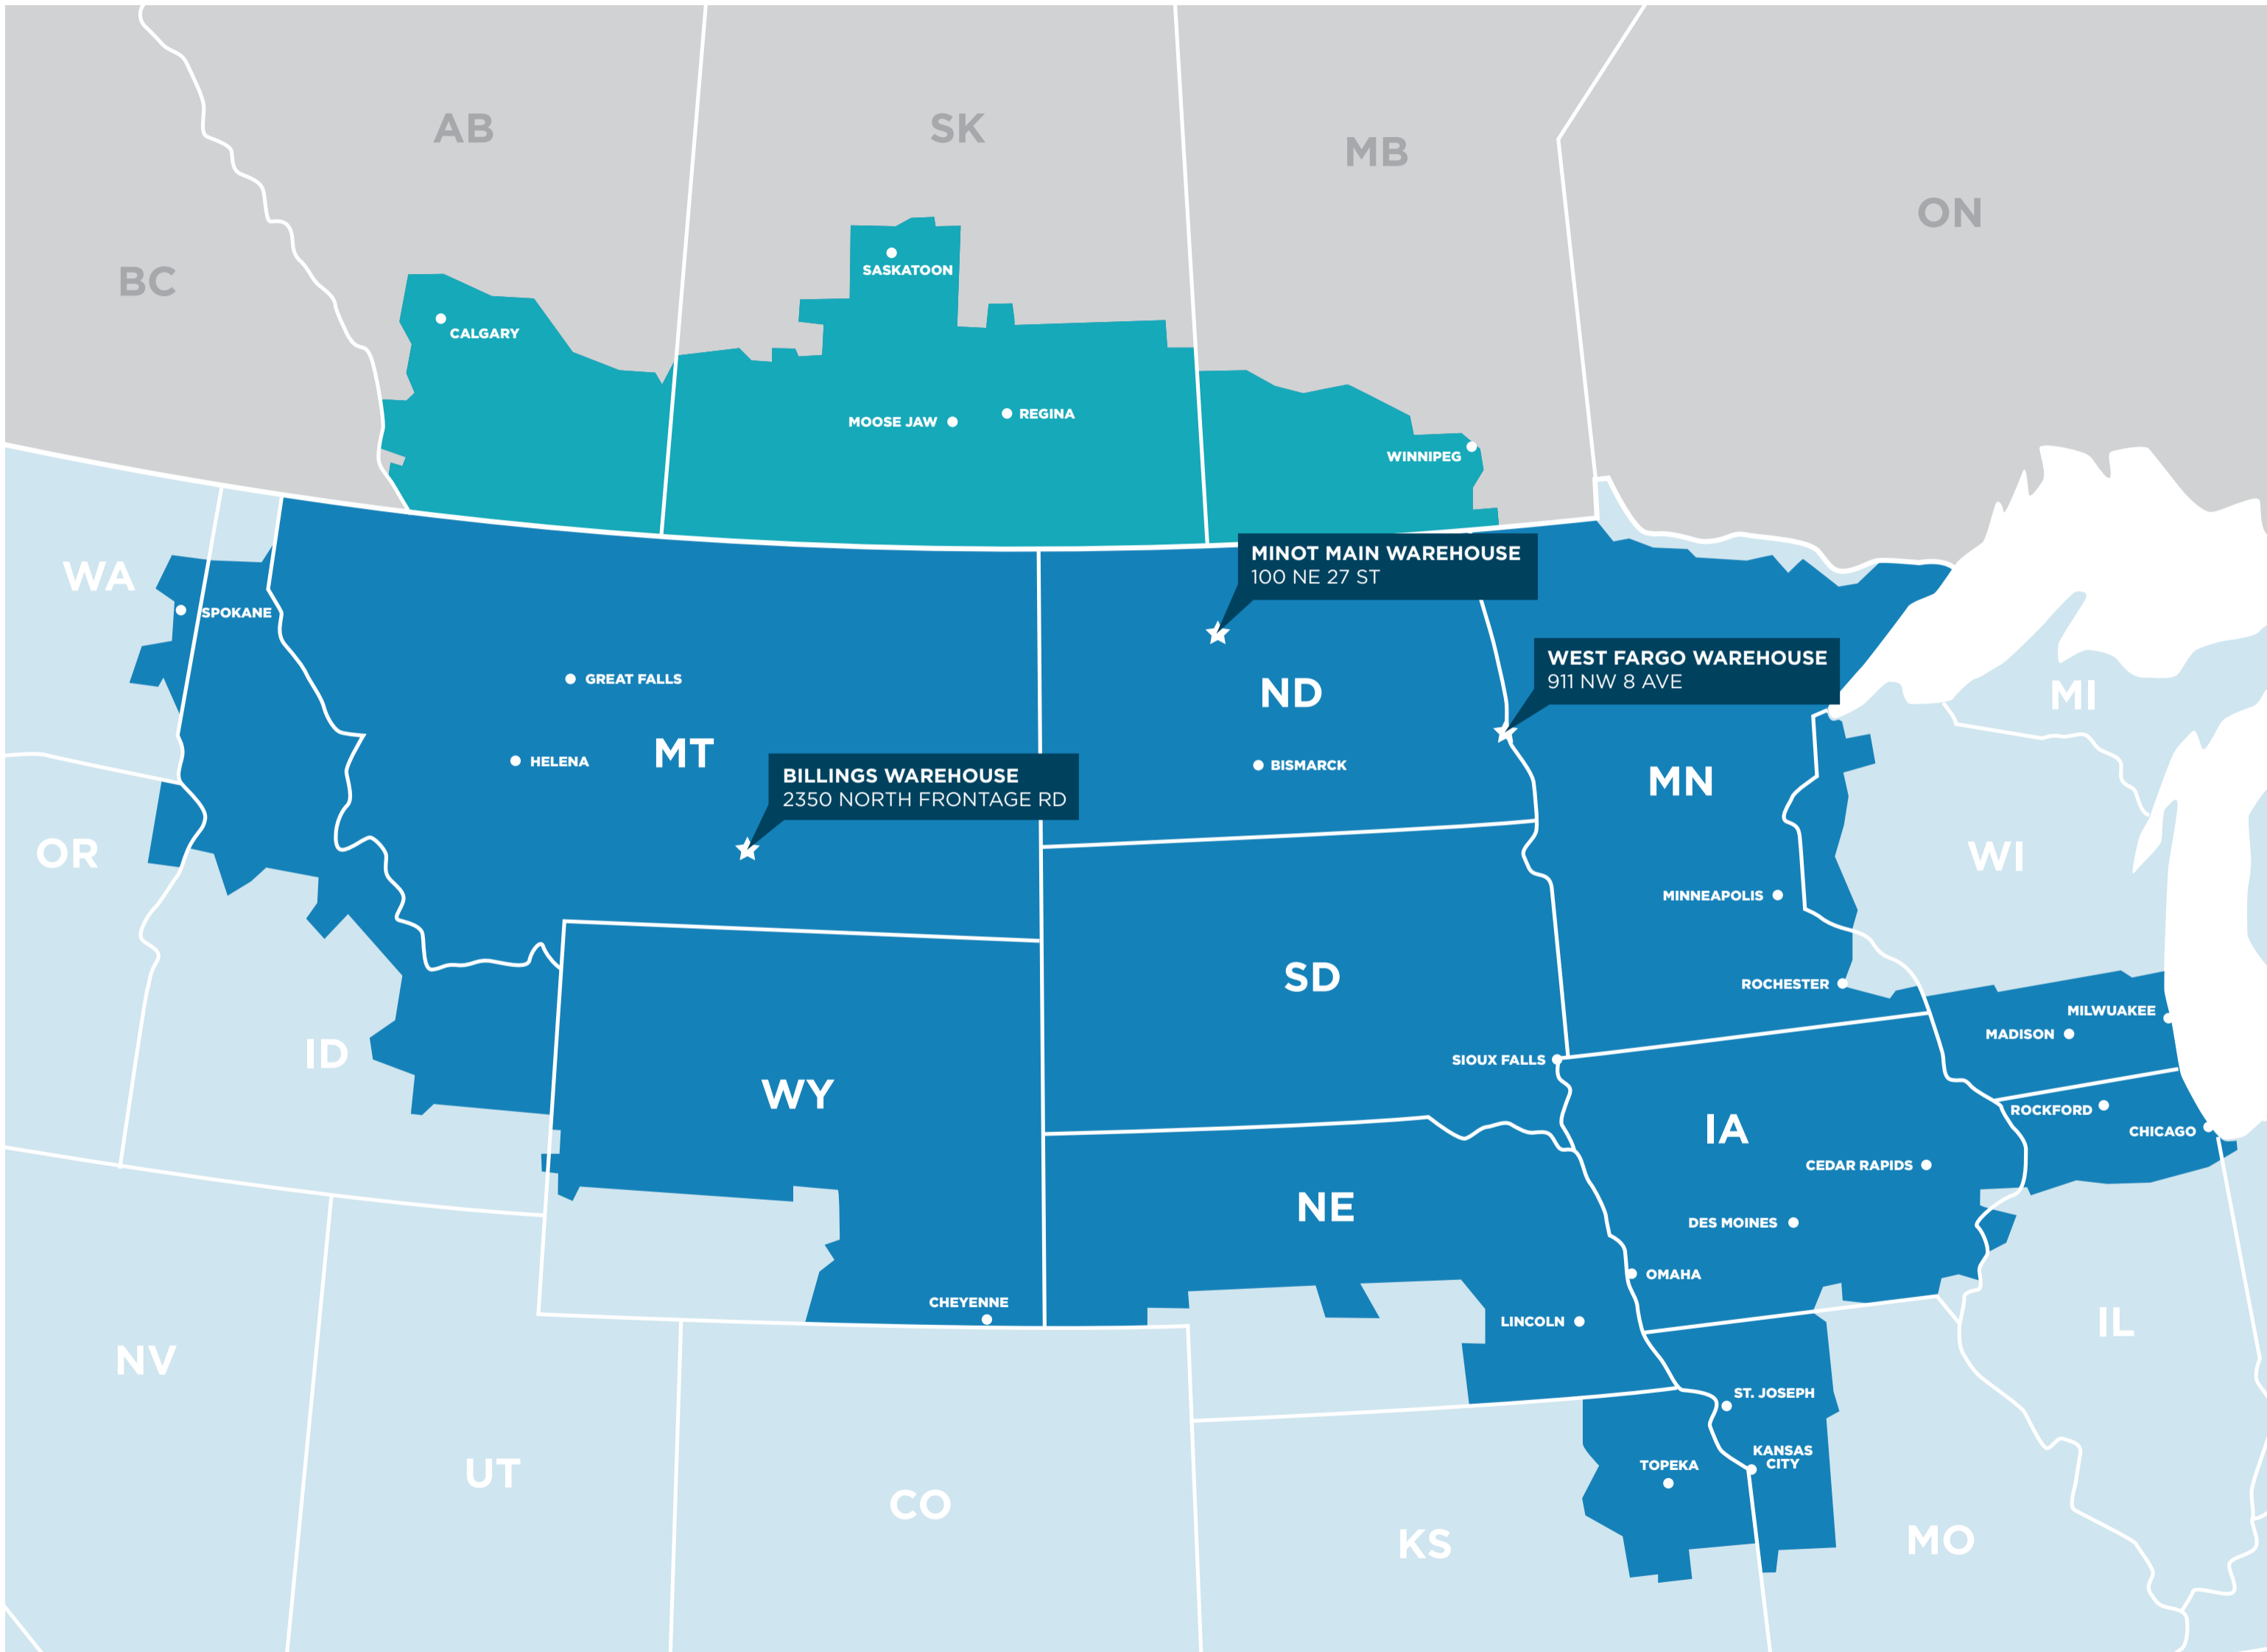 AB
SK
MB
ON
BC
SASKATOON
CALGARY
MOOSE JAW
REGINA
WINNIPEG
MINOT MAIN WAREHOUSE
100 NE 27 ST
WA
SPOKANE
WEST FARGO WAREHOUSE
911 NW 8 AVE
GREAT FALLS
ND
MI
MT
HELENA
BISMARCK
BILLINGS WAREHOUSE
2350 NORTH FRONTAGE RD
MN
OR
WI
MINNEAPOLIS
SD
ROCHESTER
MILWUAKEE
MADISON
ID
SIOUX FALLS
WY
ROCKFORD
IA
CHICAGO
CEDAR RAPIDS
NE
DES MOINES
OMAHA
CHEYENNE
LINCOLN
IL
NV
ST. JOSEPH
KANSAS
CITY
TOPEKA
UT
CO
KS
MO